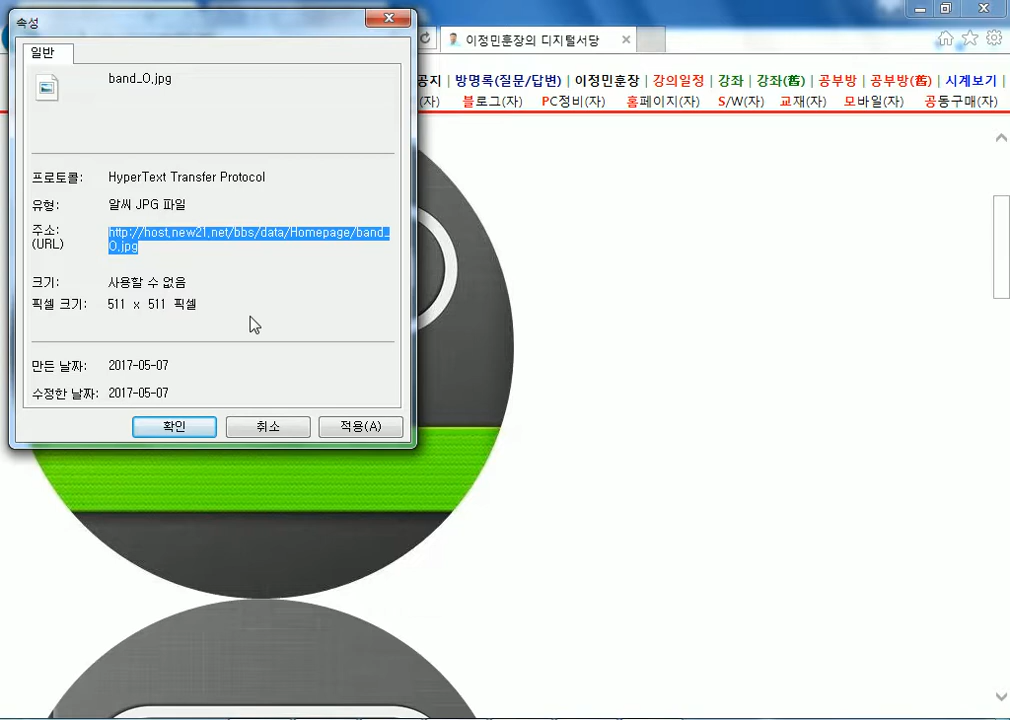 속성
이정민훈장의 디지털서당
일반
band_O.jpg
공지 | 방명록(질문/답변) | 이정민훈장 | 강의일정 | 강좌 | 강좌(舊) | 공부방 | 공부방(舊) | 시계보기 |
(자) 블로그(자) PC정비(자) 홈페이지(자) S/W(자) 교재(자) 모바일(자) 공동구매(자)
프로토콜: HyperText Transfer Protocol
유형: 알씨 JPG 파일
주소: http://host.new21.net/bbs/data/Homepage/band_
(URL) O.jpg
크기: 사용할 수 없음
픽셀 크기: 511 x 511 픽셀
만든 날짜: 2017-05-07
수정한 날짜: 2017-05-07
확인 취소 적용(A)